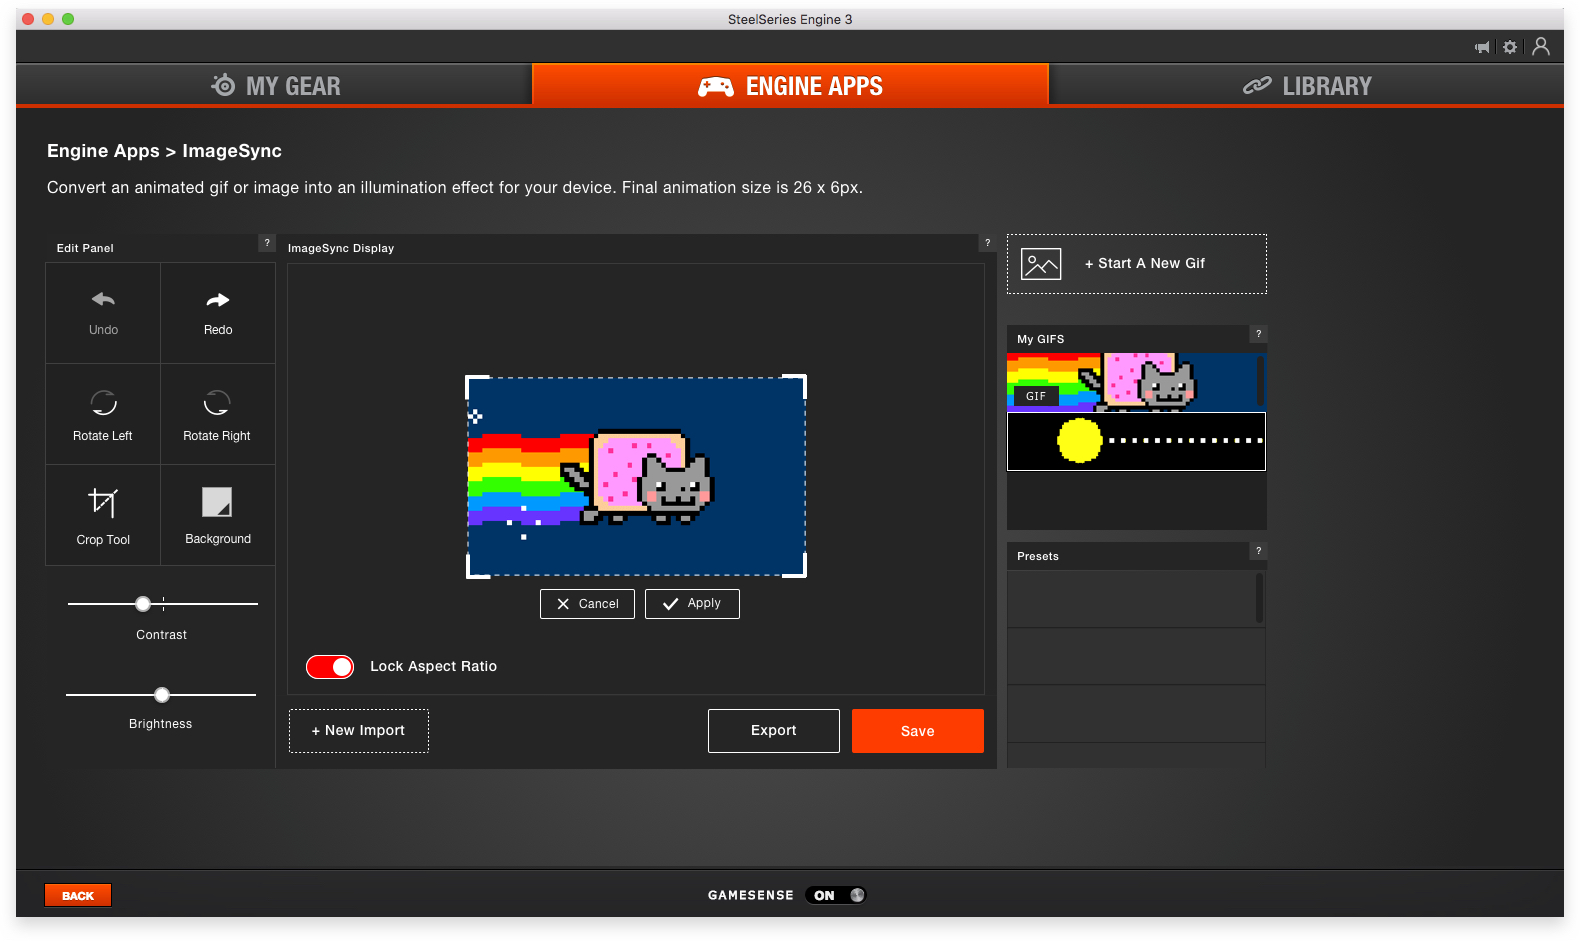 SteelSeries Engine 3
MY GEAR
ENGINE APPS
LIBRARY
Engine Apps > ImageSync
Convert an animated gif or image into an illumination effect for your device. Final animation size is 26 x 6px.
Edit Panel
?
Undo
Redo
Rotate Left
Rotate Right
Crop Tool
Background
Contrast
Brightness
ImageSync Display
?
Cancel
Apply
Lock Aspect Ratio
+ New Import
Export
Save
+ Start A New Gif
My GIFS
?
GIF
Presets
?
BACK
GAMESENSE
ON